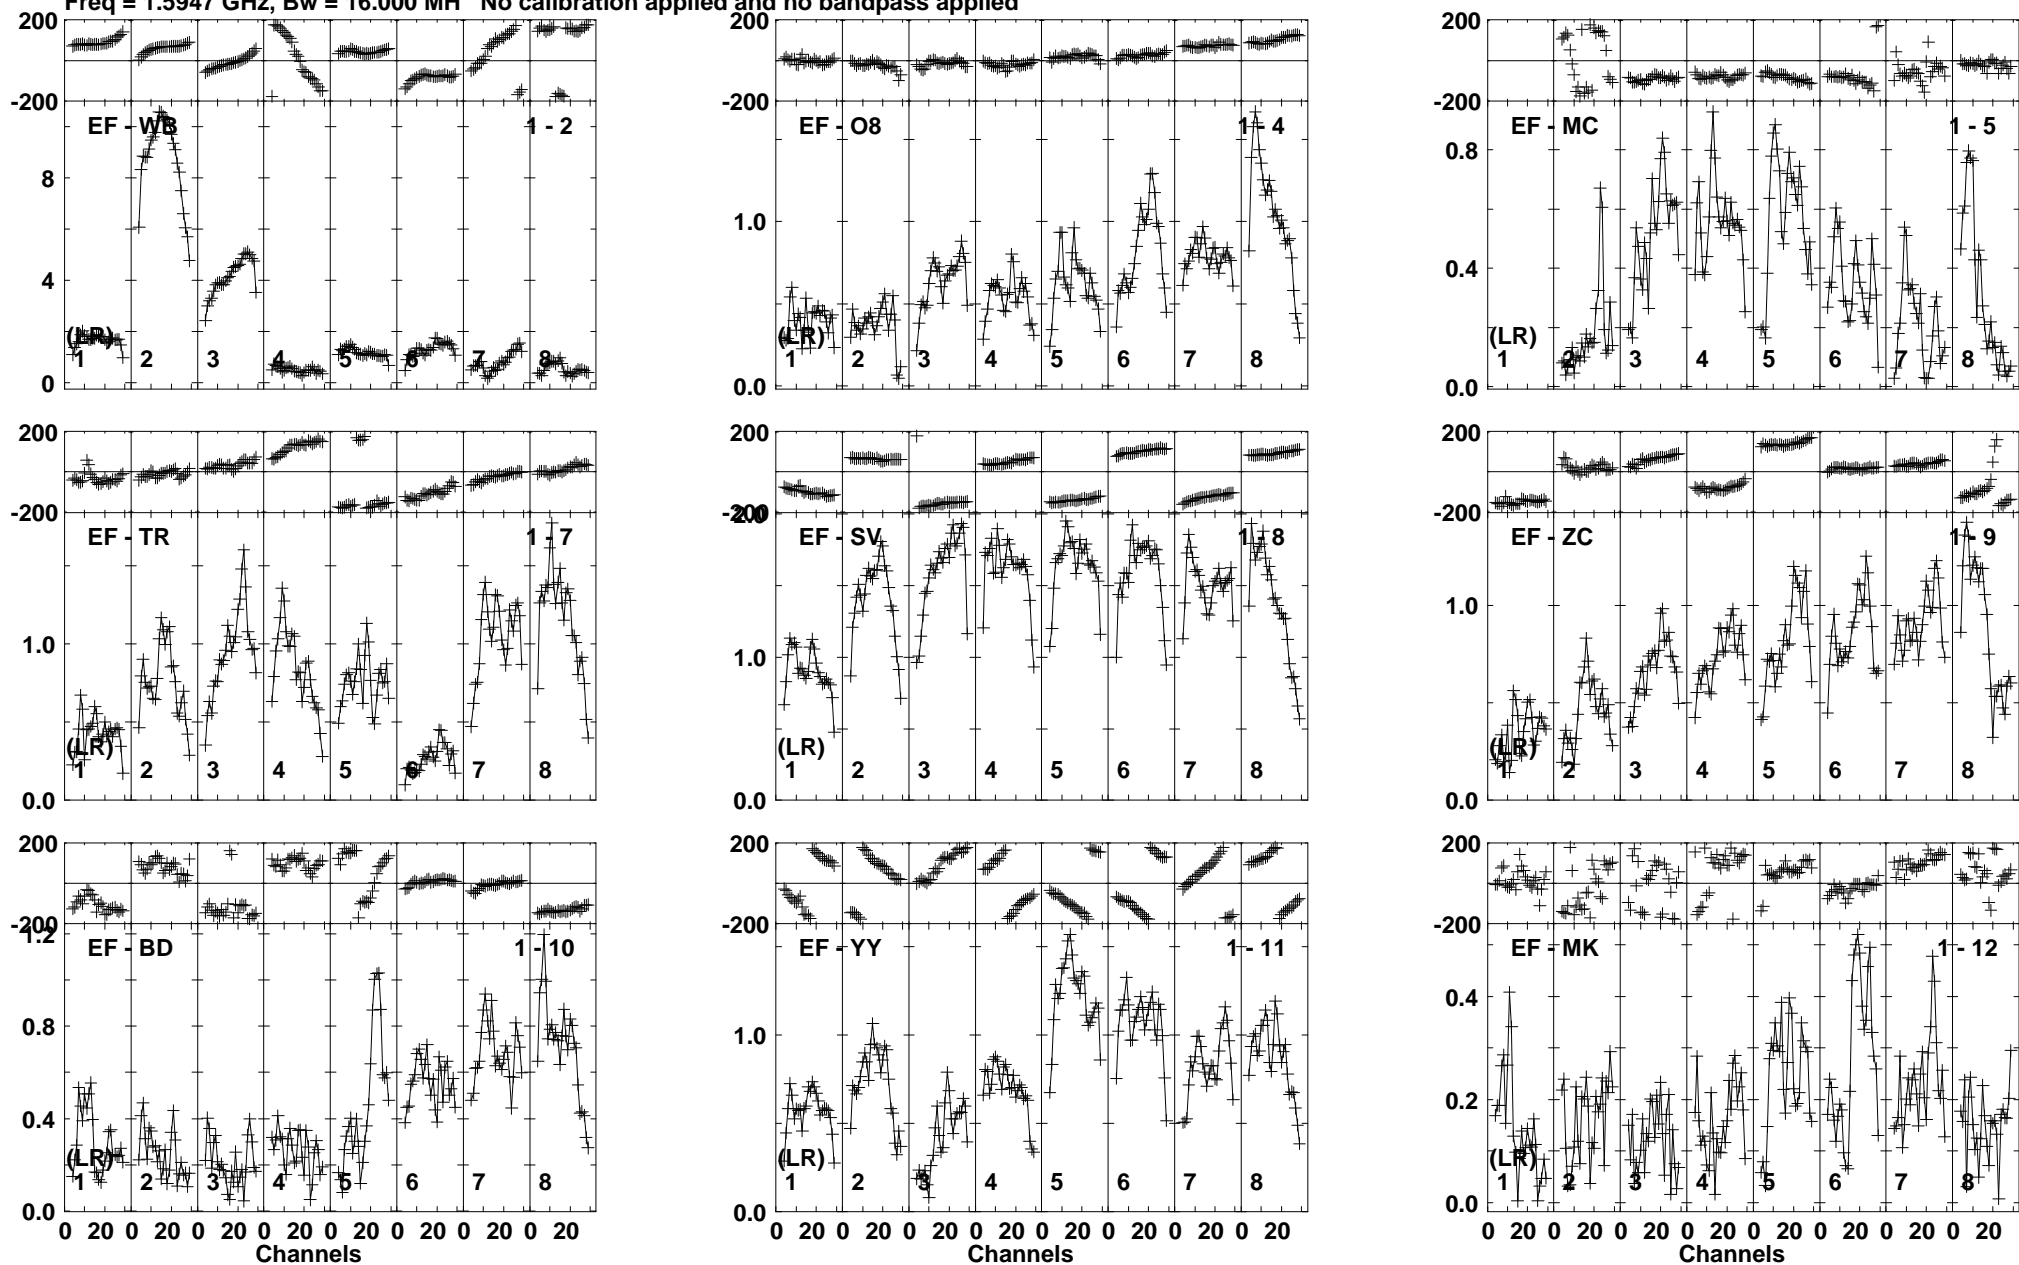 Freq = 1.5947 GHz, Bw = 16.000 MH No calibration applied and no bandpass applied
200 200 200
-200 -200 -200
EF - WB 1 - 2 EF - O8 1 - 4 EF - MC 1 - 5
8 1.0 0.8
4 0.4
(LR) (LR) (LR)
1 2 3 4 5 6 7 8 1 2 3 4 5 6 7 8 1 2 3 4 5 6 7 8
0 0.0 0.0
200 200 200
-200 -200 -200
2.0
EF - TR 1 - 7 EF - SV 1 - 8 EF - ZC 1 - 9
1.0 1.0 1.0
(LR) (LR) (LR)
1 2 3 4 5 6 7 8 1 2 3 4 5 6 7 8 1 2 3 4 5 6 7 8
0.0 0.0 0.0
200 200 200
-200 -200 -200
1.2
EF - BD 1 - 10 EF - YY 1 - 11 EF - MK 1 - 12
0.8 1.0 0.4
0.4 0.2
(LR) (LR) (LR)
1 2 3 4 5 6 7 8 1 2 3 4 5 6 7 8 1 2 3 4 5 6 7 8
0.0 0.0 0.0
0 20 0 20 0 20 0 20 0 20 0 20 0 20 0 20 0 20 0 20 0 20 0 20 0 20 0 20 0 20 0 20 0 20 0 20 0 20 0 20 0 20 0 20 0 20 0 20
Channels Channels Channels